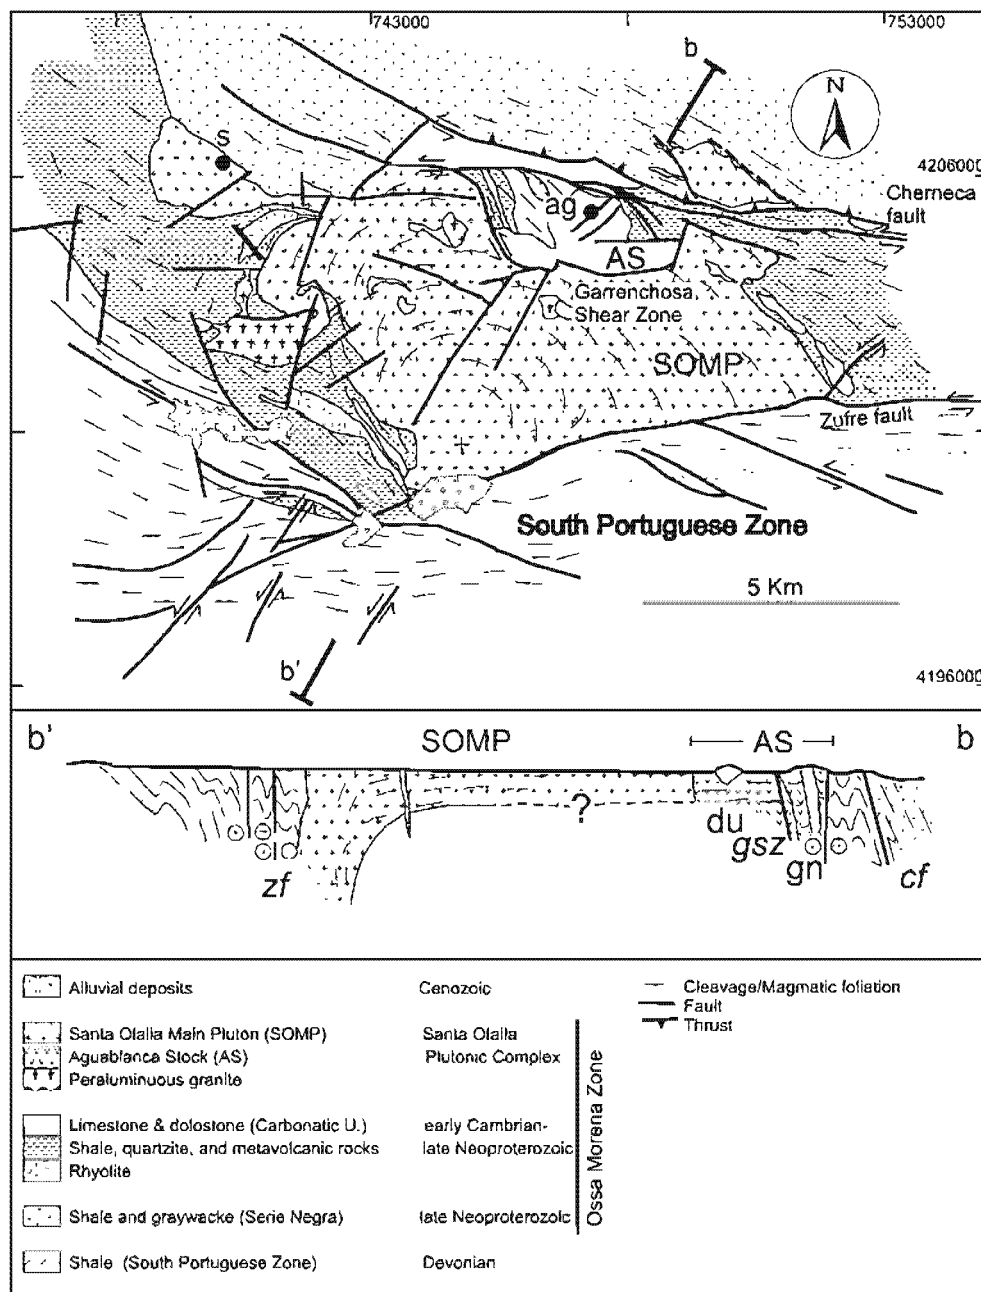 743000
753000
b
N
s
4206000
Cherneca
fault
ag
AS
Garrenchosa
Shear Zone
SOMP
Zufre fault
South Portuguese Zone
5 Km
b'
4196000
b'
SOMP
AS
b
?
du
gsz
zf
gn
cf
Alluvial deposits Cenozoic
Cleavage/Magmatic foliation
Fault
Thrust
Santa Olalla Main Pluton (SOMP) Santa Olalla
Aguablanca Stock (AS) Plutonic Complex
Peraluminuous granite
Limestone & dolostone (Carbonatic U.) early Cambrian-
Shale, quartzite, and metavolcanic rocks late Neoproterozoic
Rhyolite
Shale and graywacke (Serie Negra) late Neoproterozoic
Ossa Morena Zone
Shale (South Portuguese Zone) Devonian